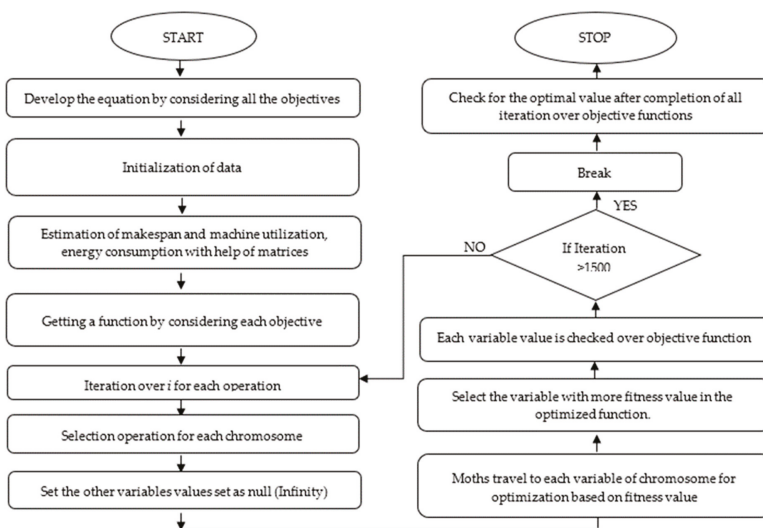 START
Develop the equation by considering all the objectives
Initialization of data
Estimation of makespan and machine utilization,
energy consumption with help of matrices
Getting a function by considering each objective
Iteration over i for each operation
Selection operation for each chromosome
Set the other variables values set as null (Infinity)
STOP
Check for the optimal value after completion of all
iteration over objective functions
Break
YES
NO
If Iteration
>1500
Each variable value is checked over objective function
Select the variable with more fitness value in the
optimized function.
Moths travel to each variable of chromosome for
optimization based on fitness value